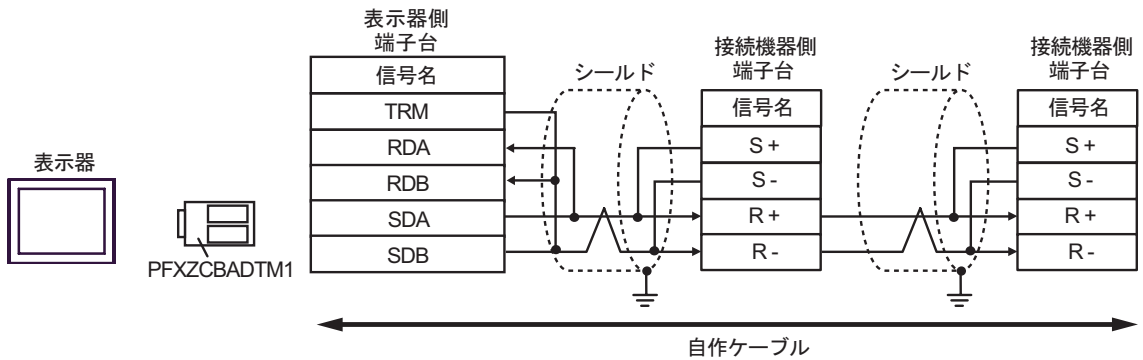 表示器
PFXZCBADTM1
表示器側
端子台
信号名
TRM
RDA
RDB
SDA
SDB
シールド
接続機器側
端子台
信号名
S +
S -
R +
R -
シールド
接続機器側
端子台
信号名
S +
S -
R +
R -
自作ケーブル